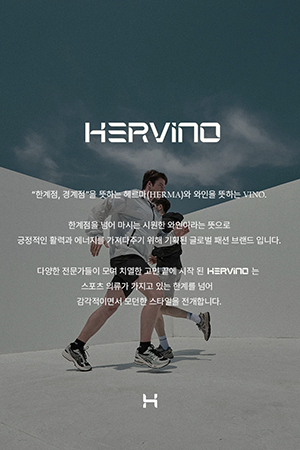 HERVINO
“한계점, 경계점”을 뜻하는 헤르마(HERMA)와 와인을 뜻하는 VINO.
한계점을 넘어 마시는 시원한 와인이라는 뜻으로
긍정적인 활력과 에너지를 가져다주기 위해 기획된 글로벌 패션 브랜드 입니다.
다양한 전문가들이 모여 치열한 고민 끝에 시작 된 HERVINO 는
스포츠 의류가 가지고 있는 한계를 넘어
감각적이면서 모던한 스타일을 전개합니다.
H